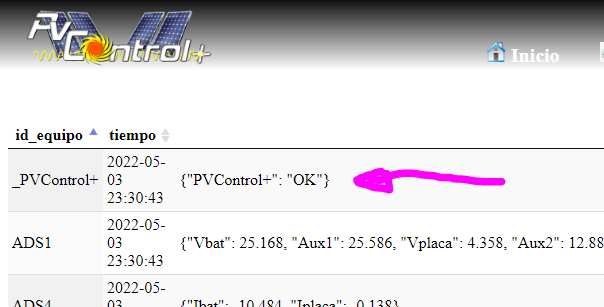 PVControl+
Inicio
id_equipo tiempo
2022-05-
_PVControl+ 03 {"PVControl+": "OK"}
23:30:43
2022-05-
ADS1 03 {"Vbat": 25.168, "Aux1": 25.586, "Vplaca": 4.358, "Aux2": 12.88
23:30:43
2022-05-
ADS4 03 {"Ibat": -10.484, "Iplaca": -0.138}